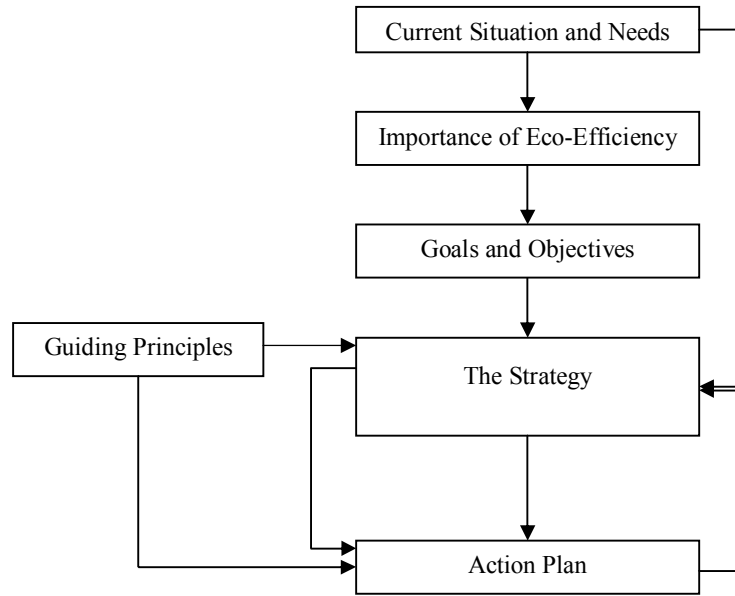 Current Situation and Needs
Importance of Eco-Efficiency
Goals and Objectives
Guiding Principles
The Strategy
Action Plan